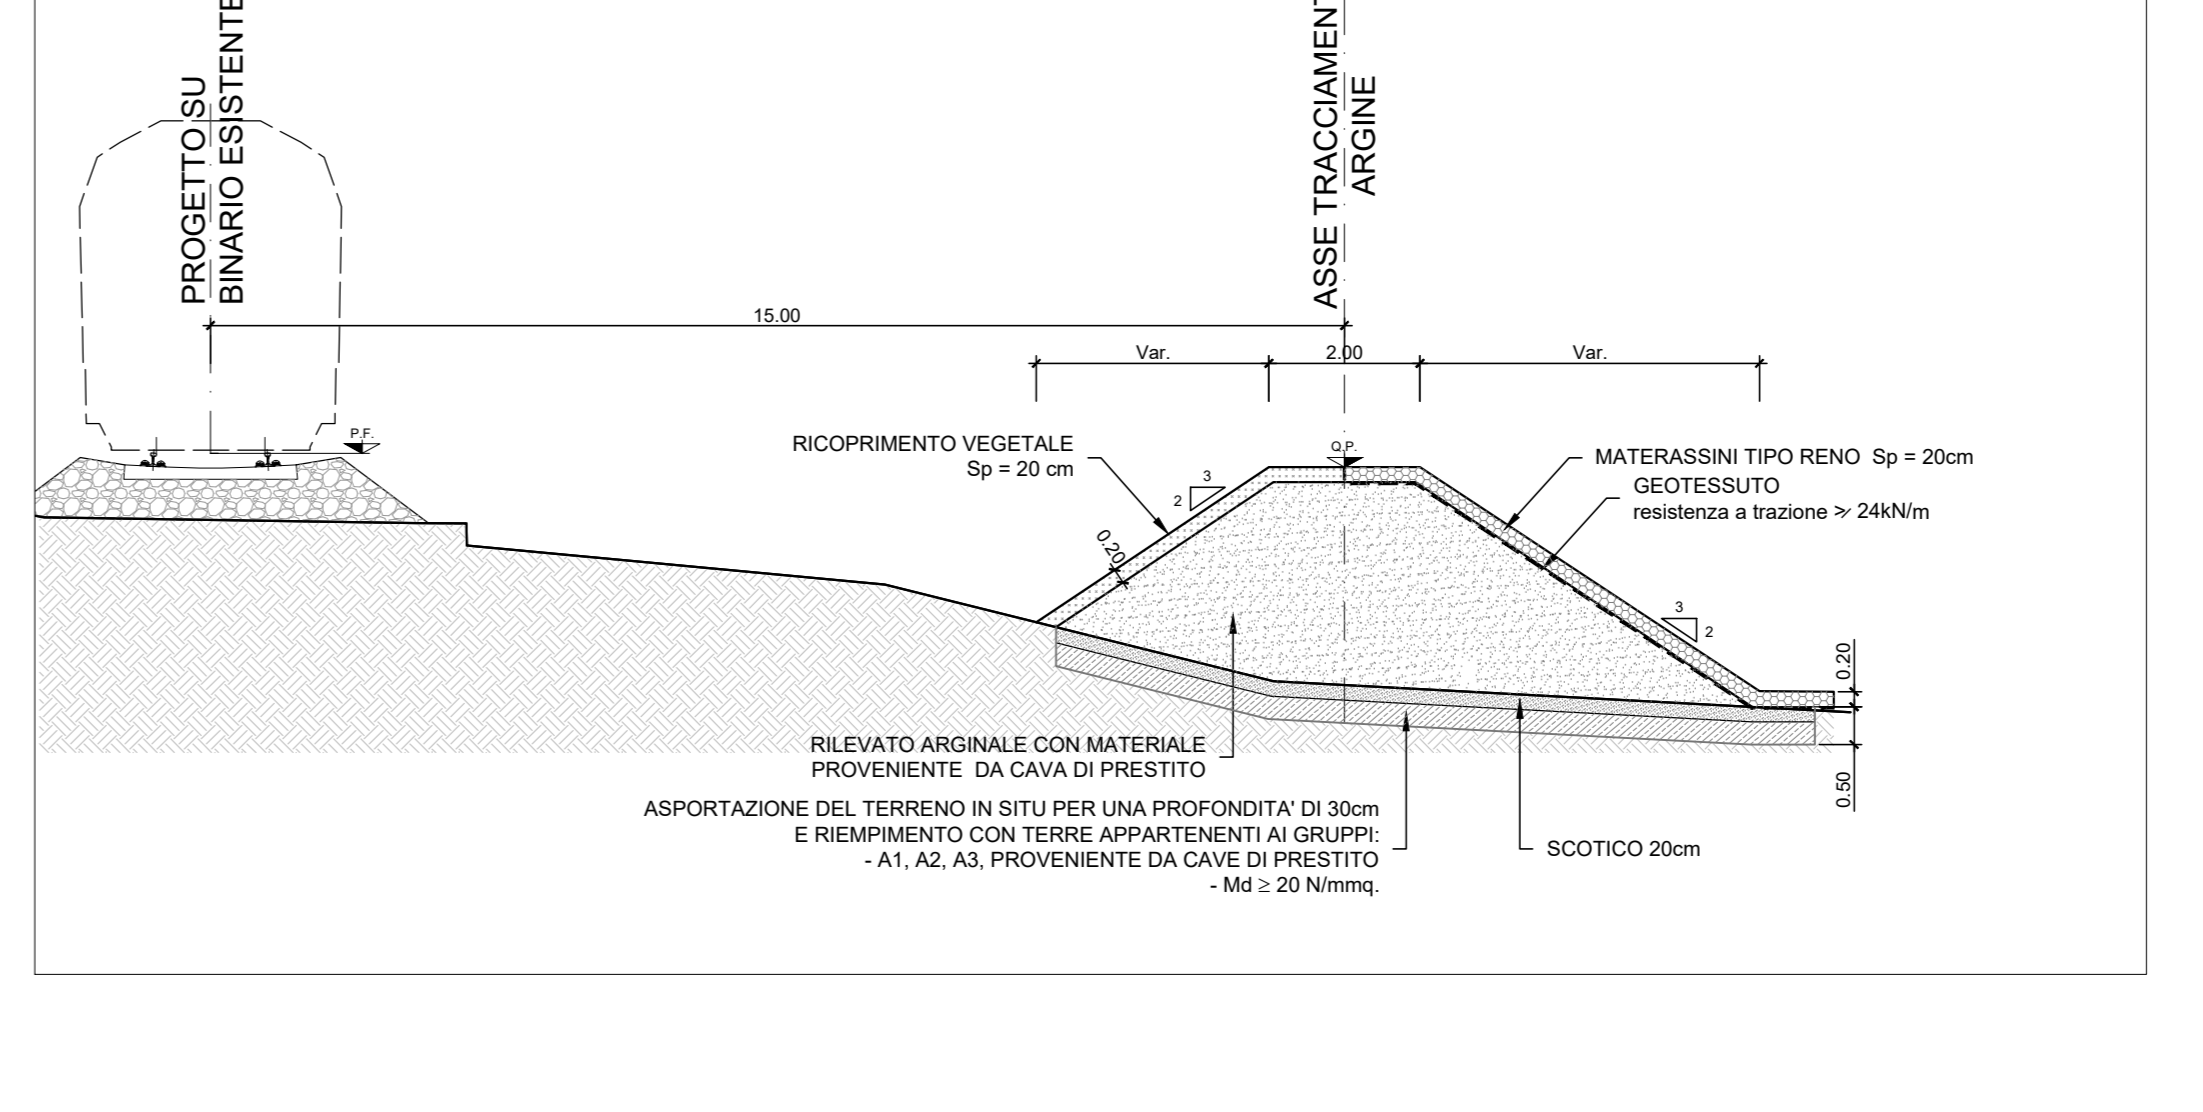 PROGETTO SU
BINARIO ESISTENTE
ASSE TRACCIAMENT
ARGINE
15.00
Var.
2.00
Var.
P.F.
Q.P.
RICOPRIMENTO VEGETALE
Sp = 20 cm
3
2
0.20
MATERASSINI TIPO RENO Sp = 20cm
GEOTESSUTO
resistenza a trazione ≥ 24kN/m
3
2
0.20
0.50
RILEVATO ARGINALE CON MATERIALE
PROVENIENTE DA CAVA DI PRESTITO
ASPORTAZIONE DEL TERRENO IN SITU PER UNA PROFONDITA' DI 30cm
E RIEMPIMENTO CON TERRE APPARTENENTI AI GRUPPI:
- A1, A2, A3, PROVENIENTE DA CAVE DI PRESTITO
- Md ≥ 20 N/mmq.
SCOTICO 20cm